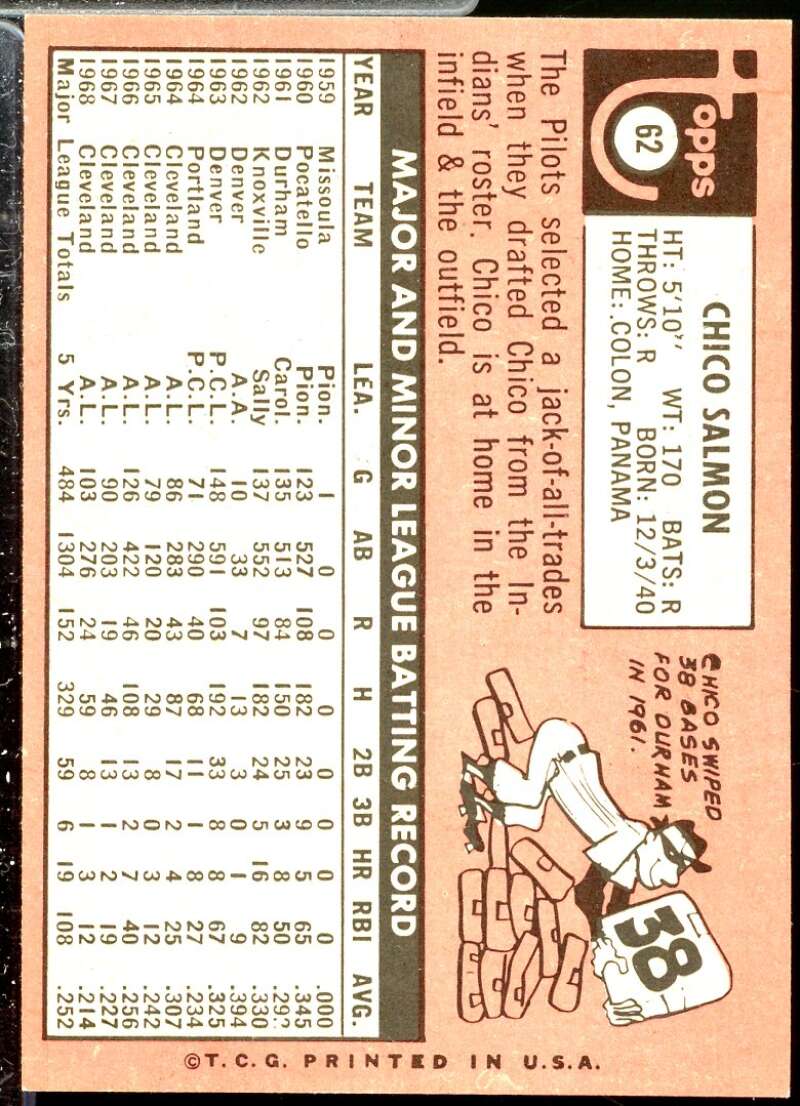 Topps
62
CHICO SALMON
HT: 5'10" WT: 170 BATS: R
THROWS: R BORN: 12/3/40
HOME: COLON, PANAMA
The Pilots selected a jack-of-all-trades
when they drafted Chico from the In-
dians' roster. Chico is at home in the
infield & the outfield.
CHICO SWIPED
38 BASES
FOR DURHAM
IN 1961.
38
MAJOR AND MINOR LEAGUE BATTING RECORD
YEAR TEAM LEA. G AB R H 2B 3B HR RBI AVG.
1959 Missoula Pion. 1 0 0 0 0 0 0 0 .000
1960 Pocatello Pion. 123 527 108 182 23 9 5 65 .345
1961 Durham Carol. 135 513 84 150 25 3 8 50 .292
1962 Knoxville Sally 137 552 97 182 24 5 16 82 .330
1962 Denver A.A. 10 33 7 13 3 0 1 9 .394
1963 Denver P.C.L. 148 591 103 192 33 8 8 67 .325
1964 Portland P.C.L. 71 290 40 68 11 1 8 27 .234
1964 Cleveland A.L. 86 283 43 87 17 2 4 25 .307
1965 Cleveland A.L. 79 120 20 29 8 0 3 12 .242
1966 Cleveland A.L. 126 422 46 108 13 2 7 40 .256
1967 Cleveland A.L. 90 203 19 46 13 1 2 19 .227
1968 Cleveland A.L. 103 276 24 59 8 1 3 12 .214
Major League Totals 5 Yrs. 484 1304 152 329 59 6 19 108 .252
©T.C.G. PRINTED IN U.S.A.